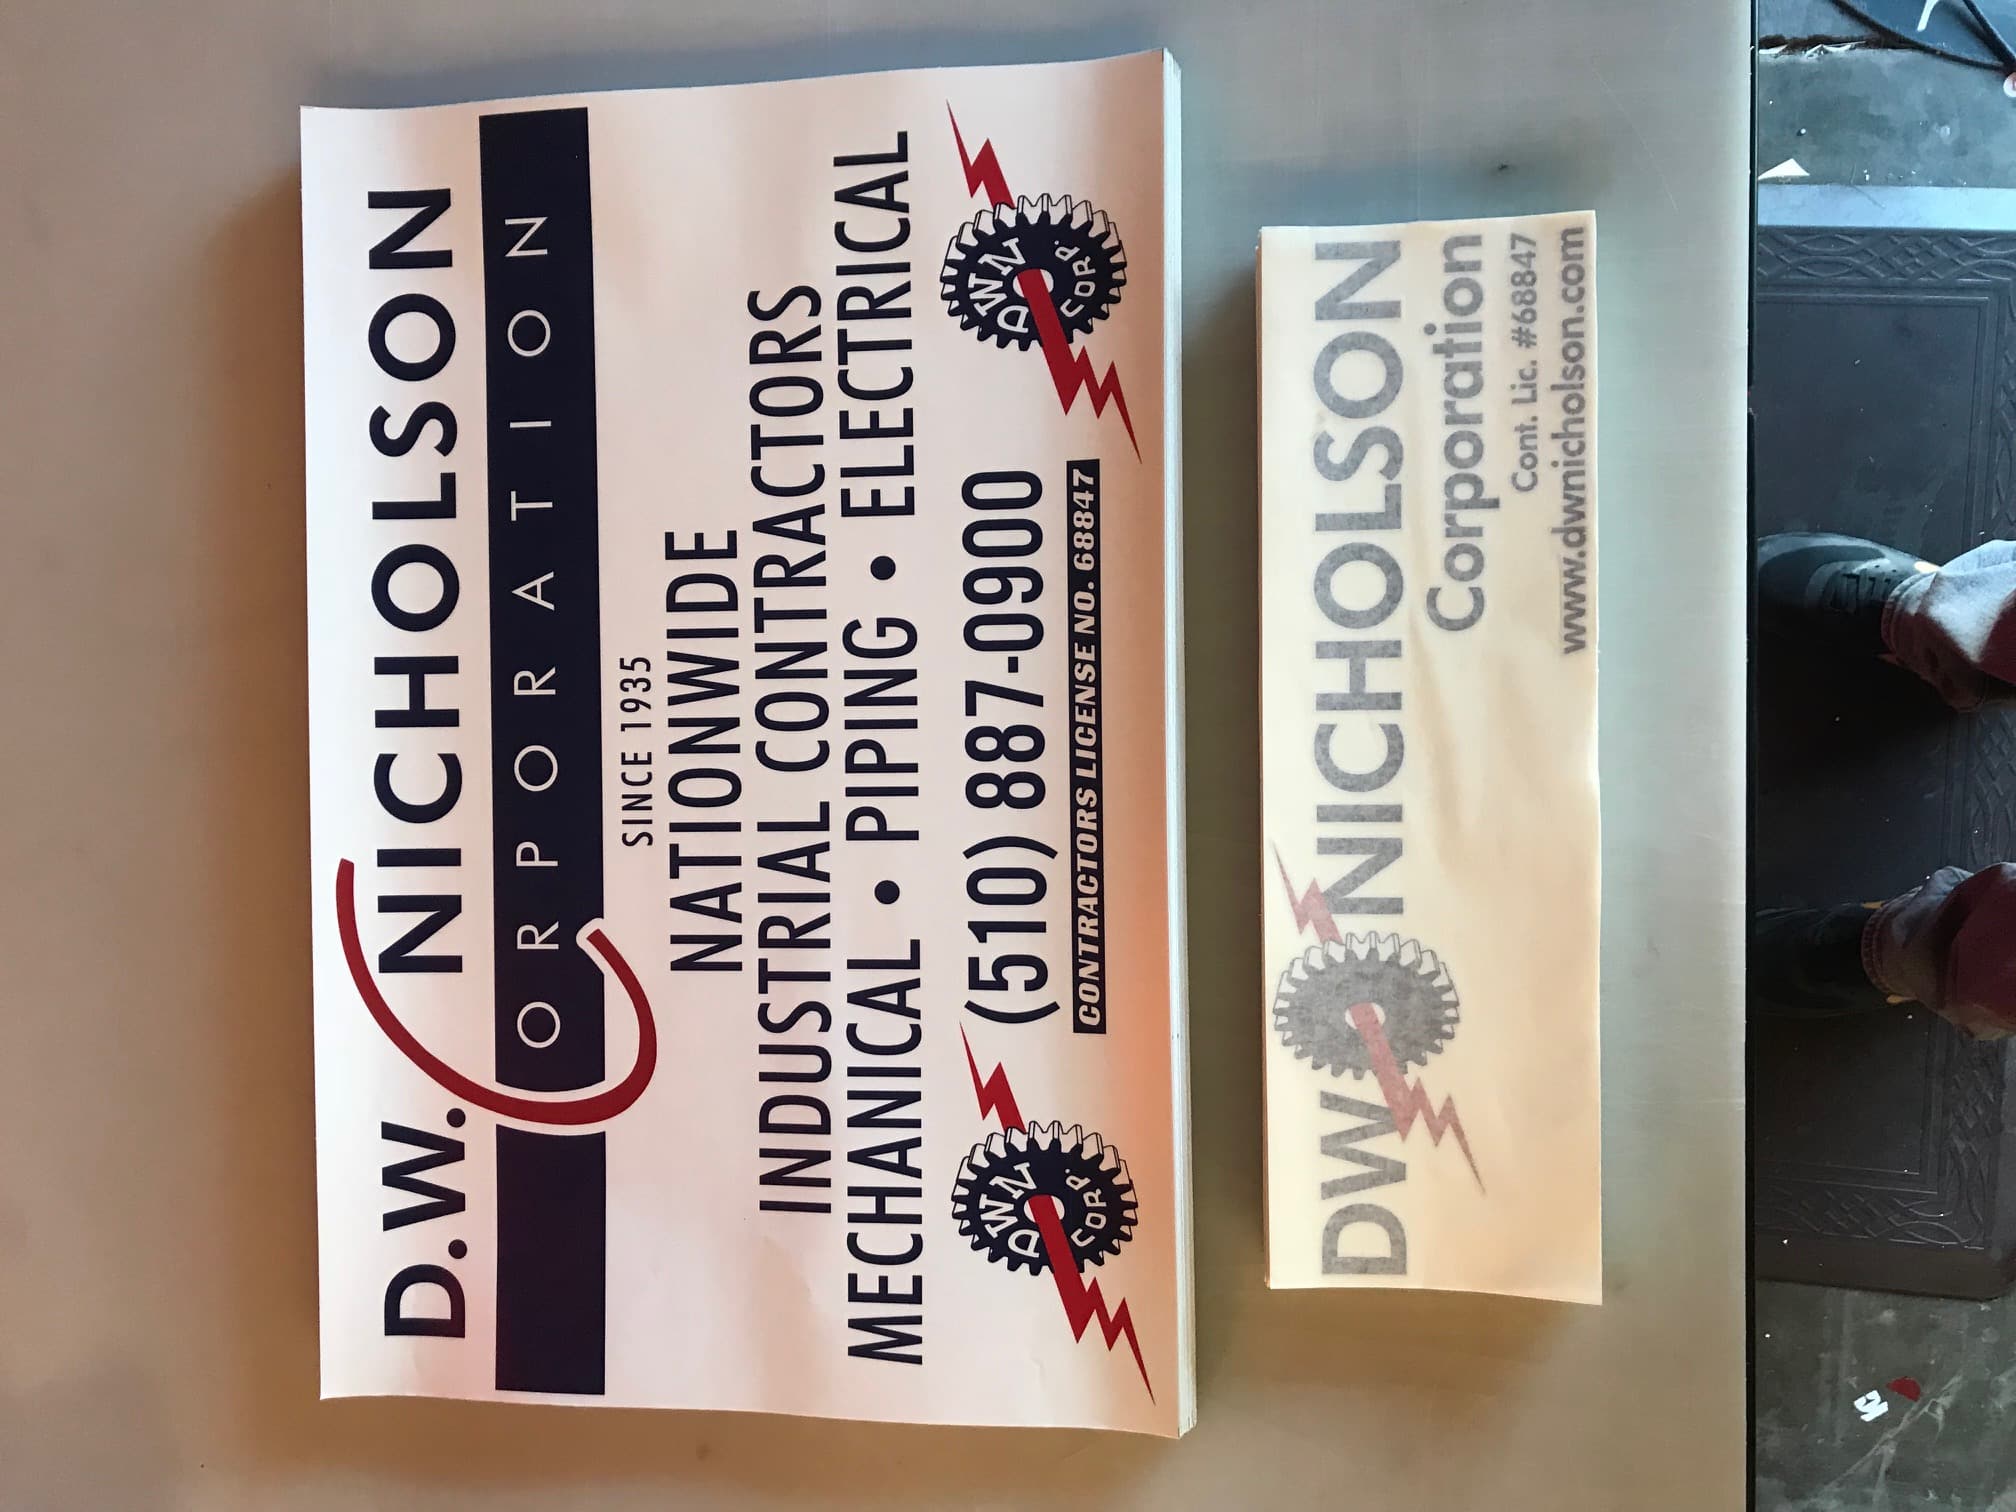 D.W. NICHOLSON
CORPORATION
SINCE 1935
NATIONWIDE
INDUSTRIAL CONTRACTORS
MECHANICAL • PIPING • ELECTRICAL
(510) 887-0900
CONTRACTORS LICENSE NO. 68847
DWN
CORP.
DWN
CORP.
DW NICHOLSON
Corporation
Cont. Lic. #68847
www.dwnicholson.com